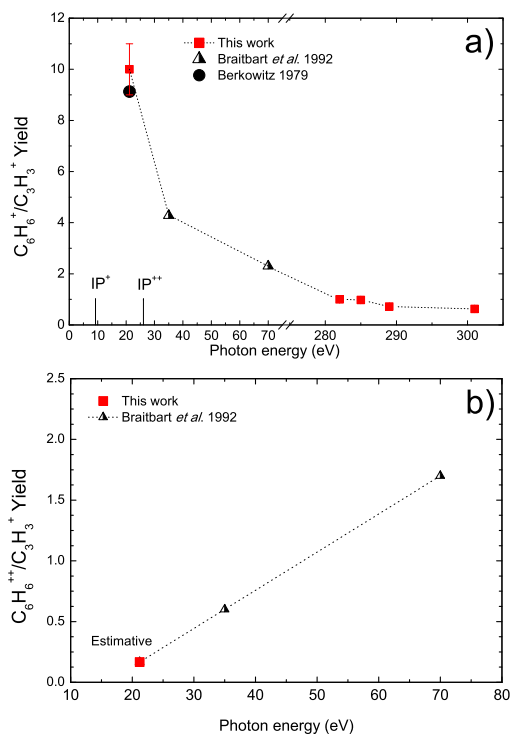 12
10
8
6
4
2
0
C6H6+/C3H3+ Yield
This work
Braitbart et al. 1992
Berkowitz 1979
a)
IP+
IP++
0 10 20 30 40 50 60 70 280 290 300
Photon energy (eV)
2.5
2.0
1.5
1.0
0.5
0.0
C6H6++/C3H3+ Yield
This work
Braitbart et al. 1992
b)
Estimative
10 20 30 40 50 60 70 80
Photon energy (eV)